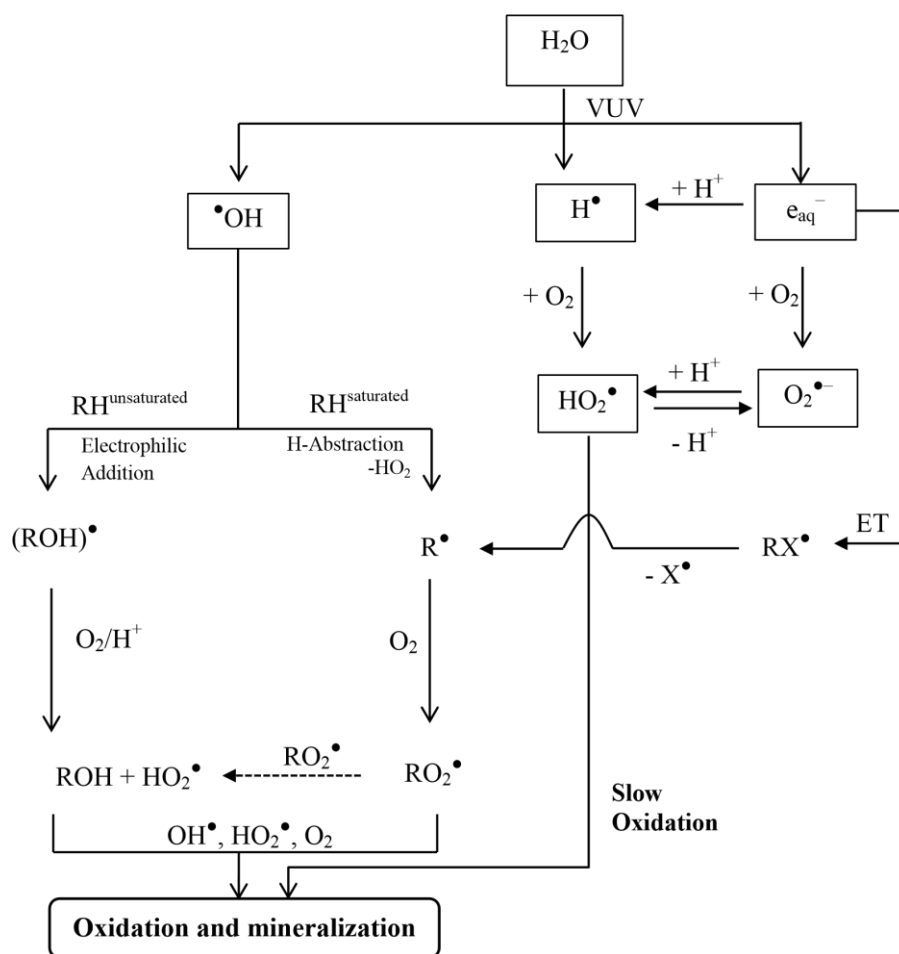 H₂O
VUV
•OH
H•
+ H⁺
eaq⁻
+ O₂
+ O₂
HO₂•
+ H⁺
- H⁺
O₂•–
RHunsaturated
RHsaturated
Electrophilic
Addition
H-Abstraction
-HO₂
(ROH)•
R•
- X•
RX•
ET
O₂/H⁺
O₂
ROH + HO₂•
RO₂•
RO₂•
Slow
Oxidation
OH•, HO₂•, O₂
Oxidation and mineralization